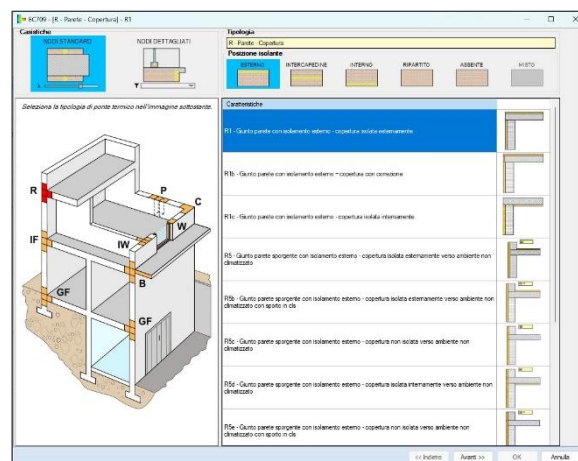 EC709 - [R - Parete - Copertura] - R1
Casistiche
NODI STANDARD
NODI DETTAGLIATI
Tipologia
R - Parete - Copertura
Posizione isolante
ESTERNO
INTERCAPEDINE
INTERNO
RIPARTITO
ASSENTE
MISTO
Seleziona la tipologia di ponte termico nell'immagine sottostante.
R
P
C
W
IF
IW
B
GF
GF
Caratteristiche
R1 - Giunto parete con isolamento esterno - copertura isolata esternamente
R1b - Giunto parete con isolamento esterno - copertura con correzione
R1c - Giunto parete con isolamento esterno - copertura isolata internamente
R5 - Giunto parete sporgente con isolamento esterno - copertura isolata esternamente verso ambiente non
climatizzato
R5b - Giunto parete sporgente con isolamento esterno - copertura isolata esternamente verso ambiente non
climatizzato con sporto in cls
R5c - Giunto parete sporgente con isolamento esterno - copertura non isolata verso ambiente non
climatizzato
R5d - Giunto parete sporgente con isolamento esterno - copertura isolata internamente verso ambiente non
climatizzato
R5e - Giunto parete sporgente con isolamento esterno - copertura non isolata verso ambiente non
climatizzato con sporto in cls
<< Indietro
Avanti >>
OK
Annulla